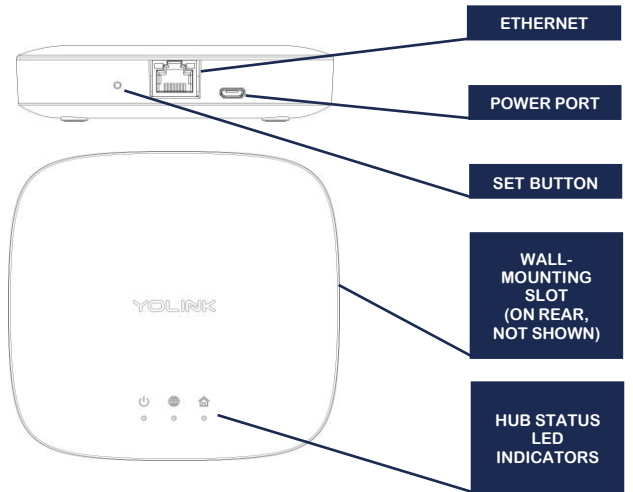 ETHERNET
POWER PORT
SET BUTTON
WALL-
MOUNTING
SLOT
(ON REAR,
NOT SHOWN)
YOLINK
HUB STATUS
LED
INDICATORS